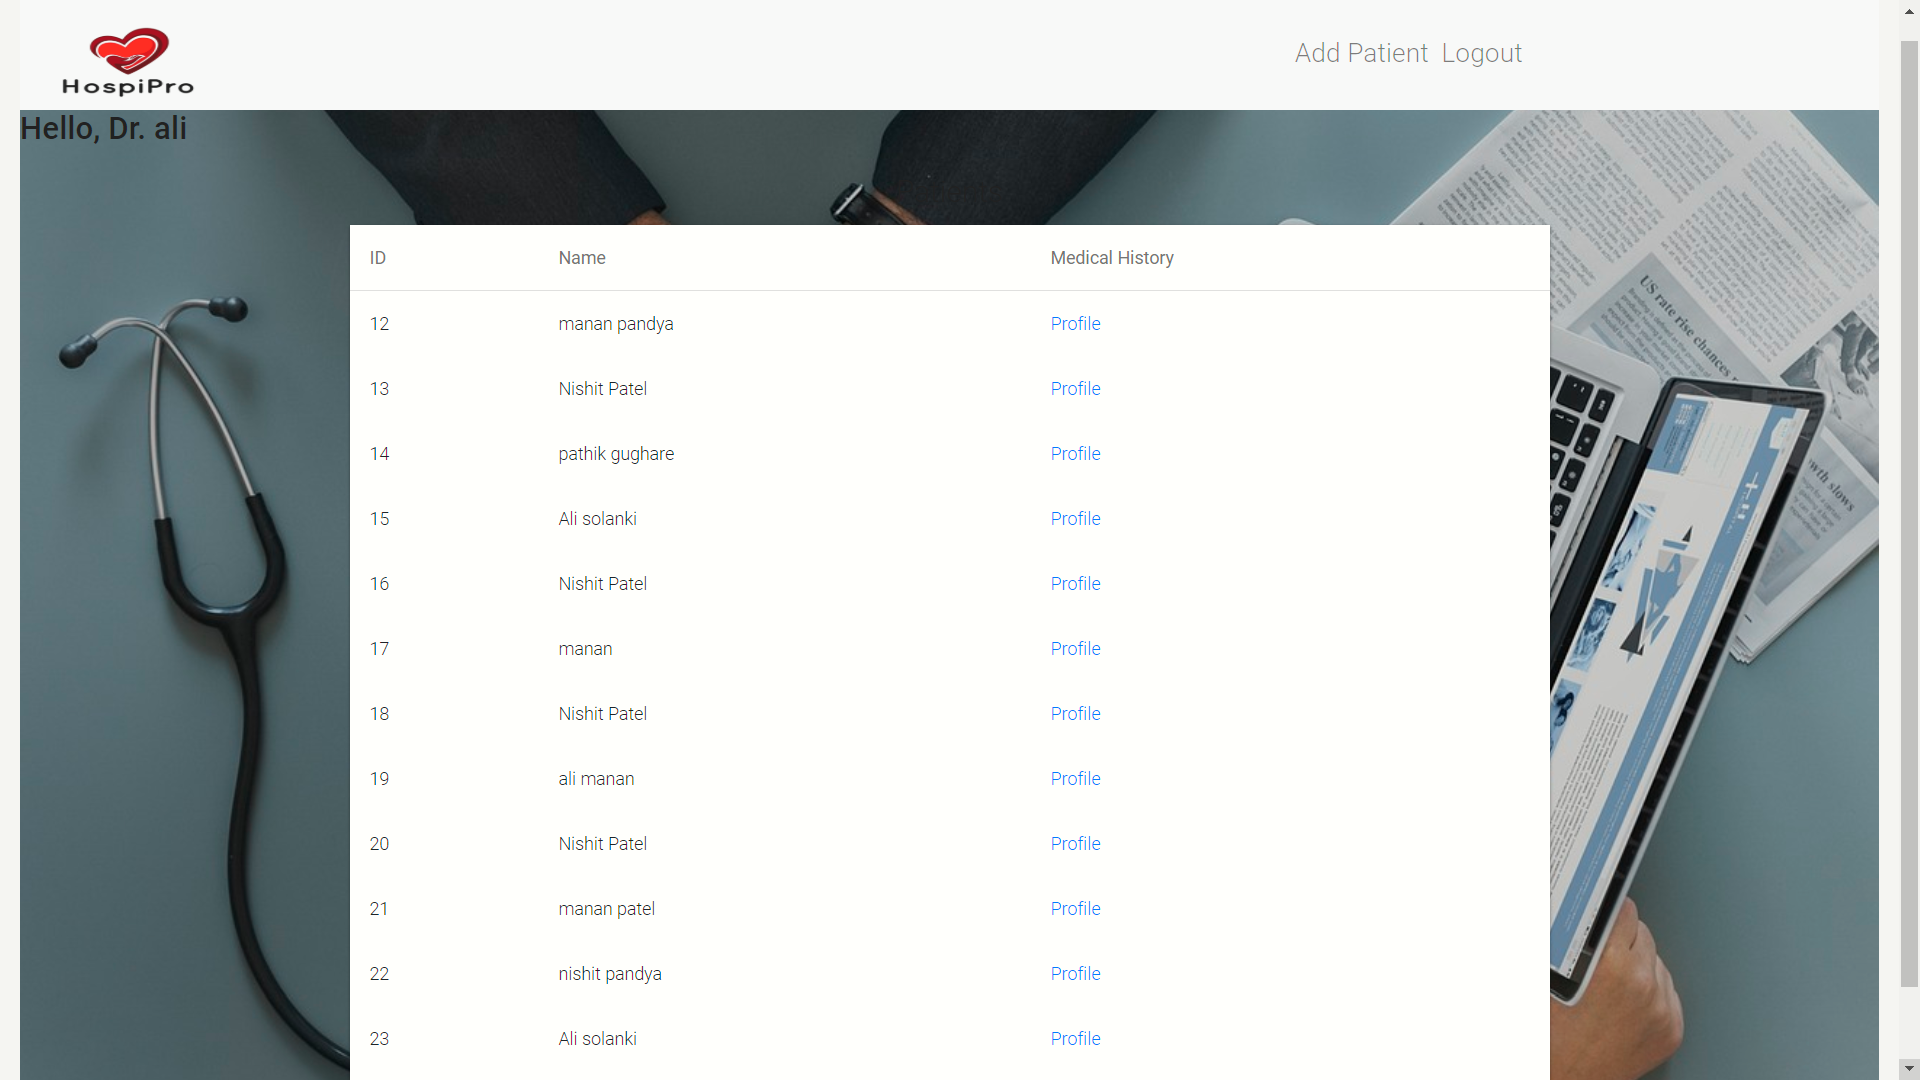 HospiPro
Add Patient Logout
Hello, Dr. ali
ID Name Medical History
12 manan pandya Profile
13 Nishit Patel Profile
14 pathik gughare Profile
15 Ali solanki Profile
16 Nishit Patel Profile
17 manan Profile
18 Nishit Patel Profile
19 ali manan Profile
20 Nishit Patel Profile
21 manan patel Profile
22 nishit pandya Profile
23 Ali solanki Profile
US rate rise chances
growth slows